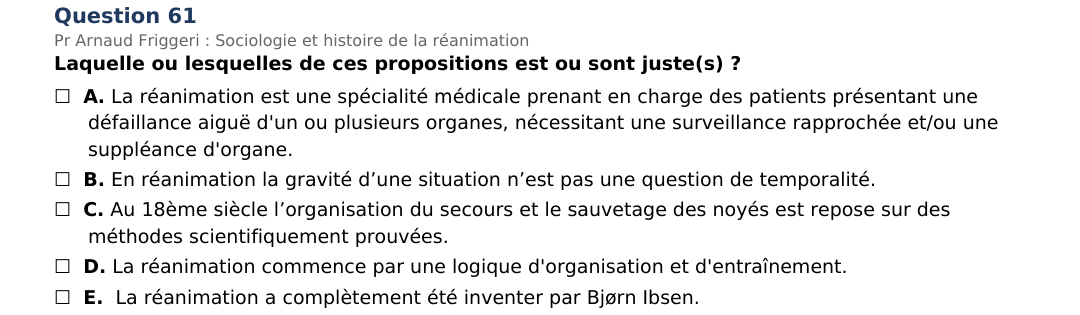 Question 61
Pr Arnaud Friggeri : Sociologie et histoire de la réanimation
Laquelle ou lesquelles de ces propositions est ou sont juste(s) ?
☐ A. La réanimation est une spécialité médicale prenant en charge des patients présentant une
défaillance aiguë d'un ou plusieurs organes, nécessitant une surveillance rapprochée et/ou une
suppléance d'organe.
☐ B. En réanimation la gravité d’une situation n’est pas une question de temporalité.
☐ C. Au 18ème siècle l’organisation du secours et le sauvetage des noyés est repose sur des
méthodes scientifiquement prouvées.
☐ D. La réanimation commence par une logique d'organisation et d'entraînement.
☐ E. La réanimation a complètement été inventer par Bjørn Ibsen.